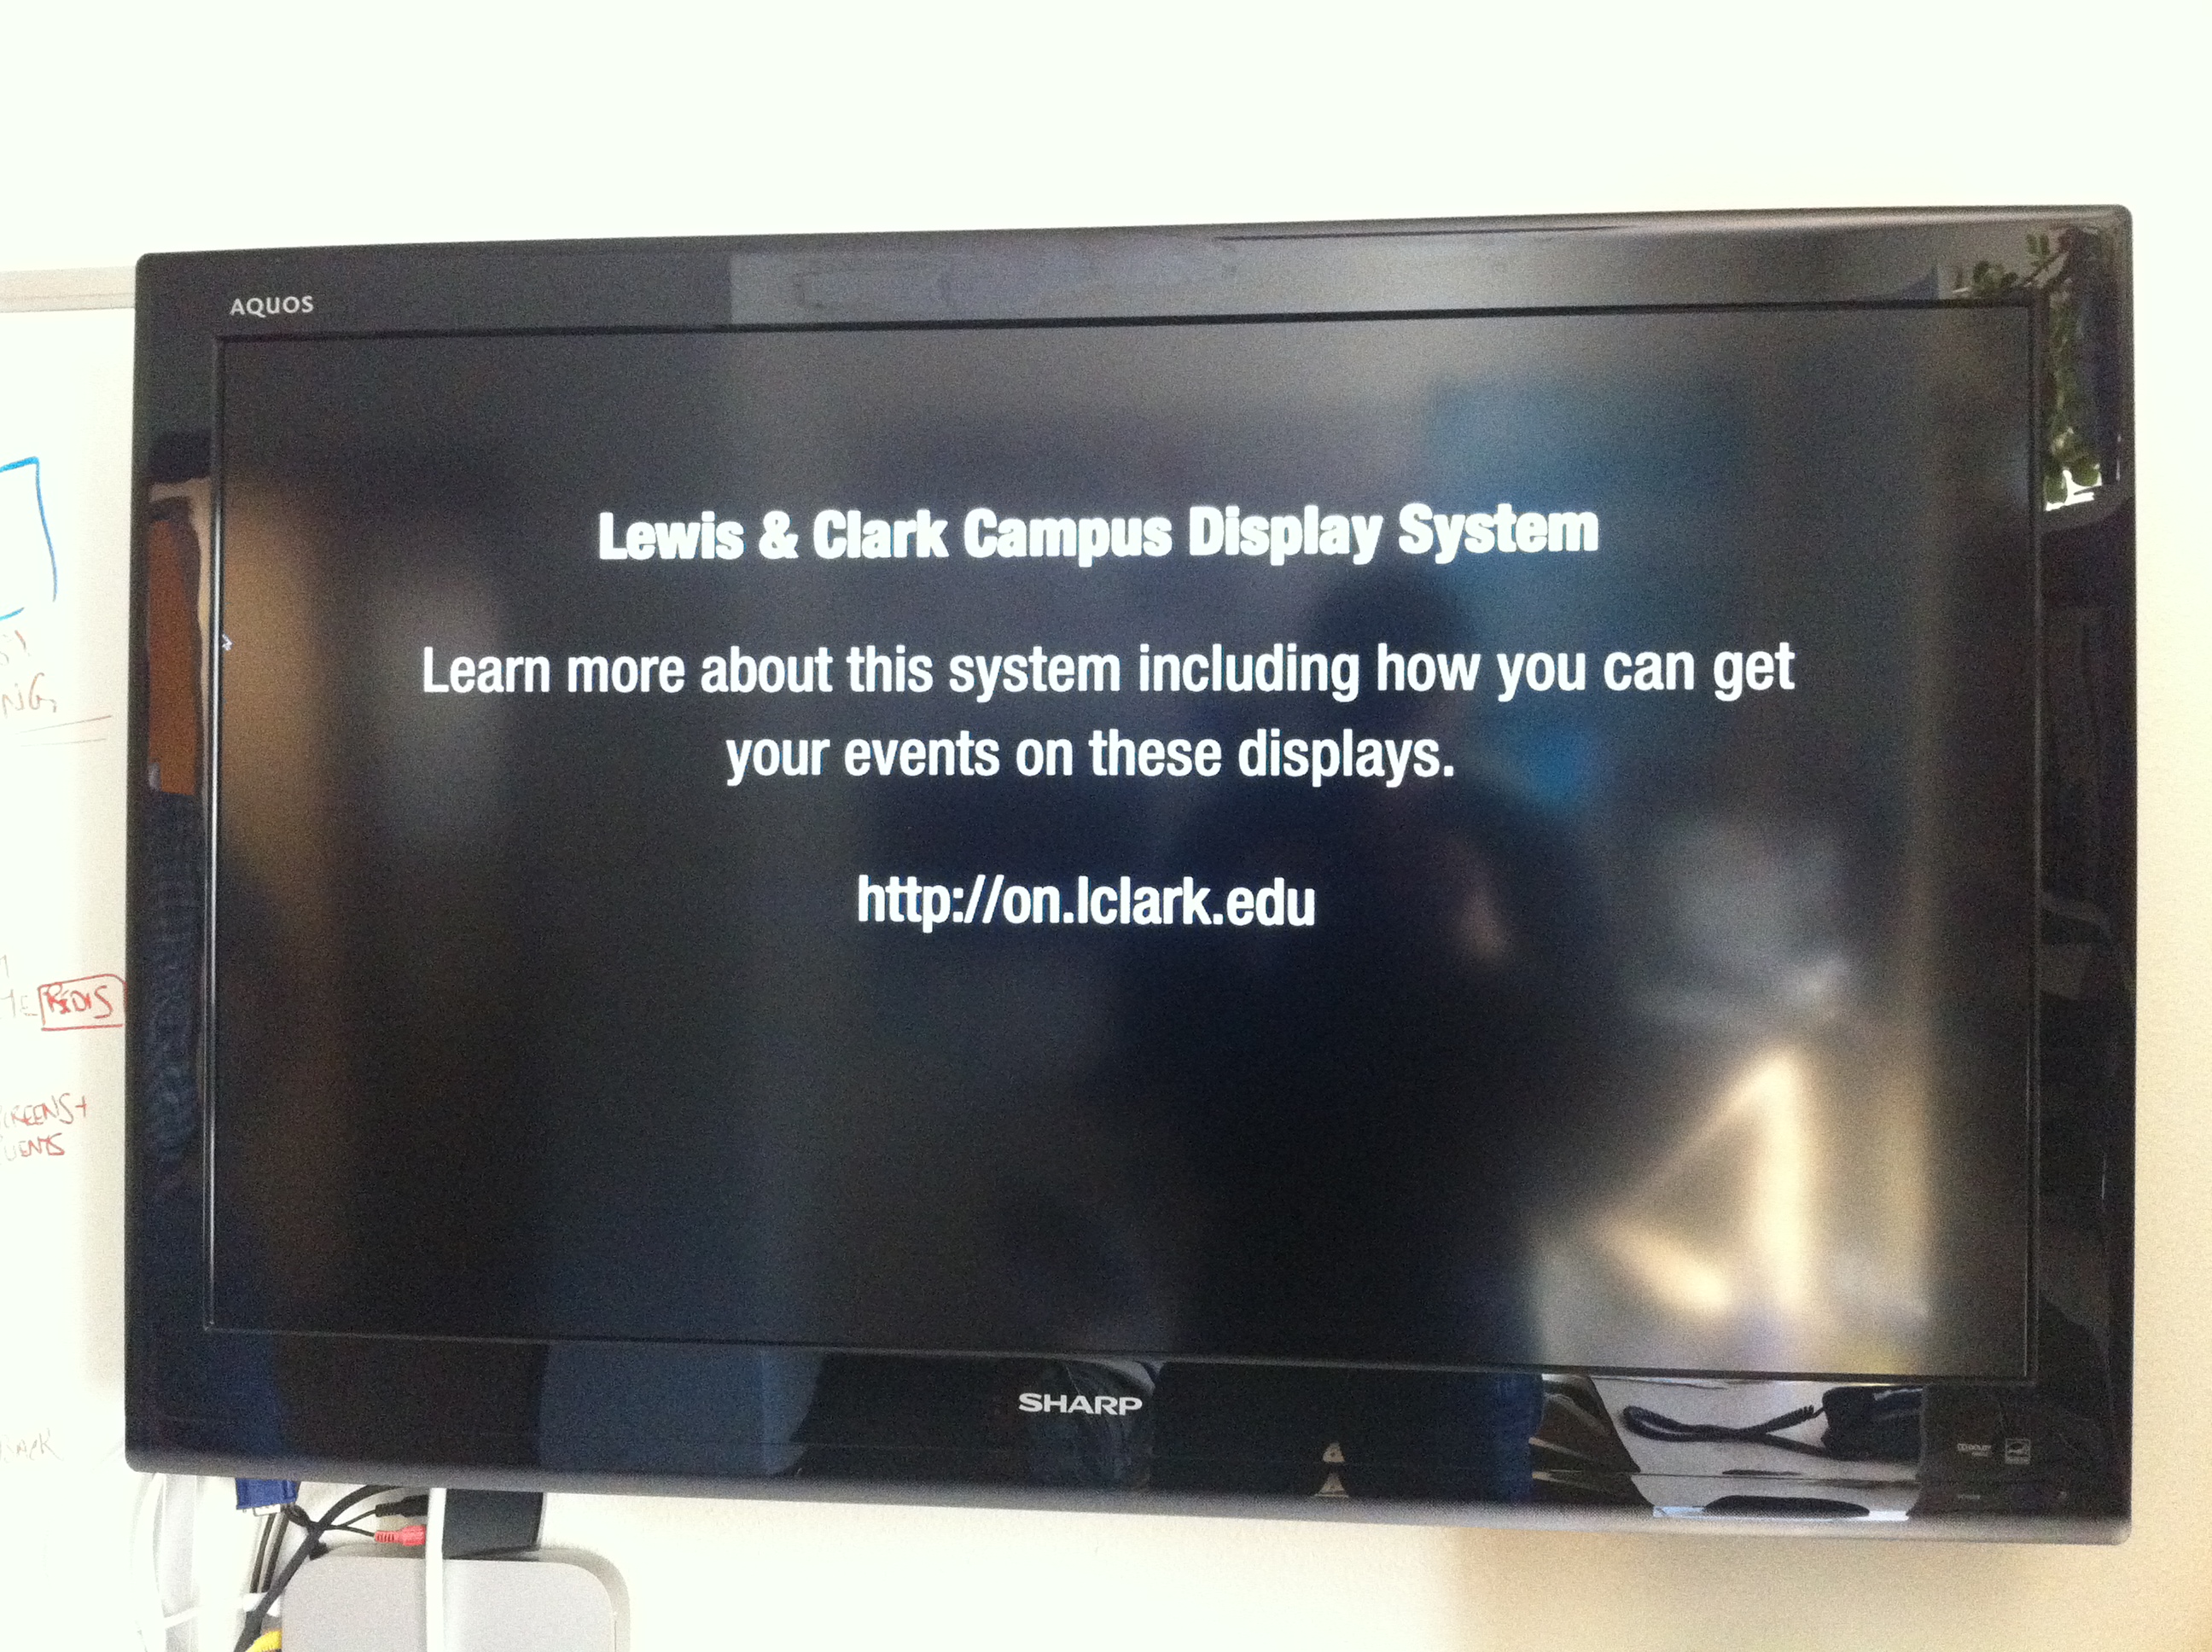 AQUOS
Lewis & Clark Campus Display System
Learn more about this system including how you can get
your events on these displays.
http://on.lclark.edu
REDIS
SHARP